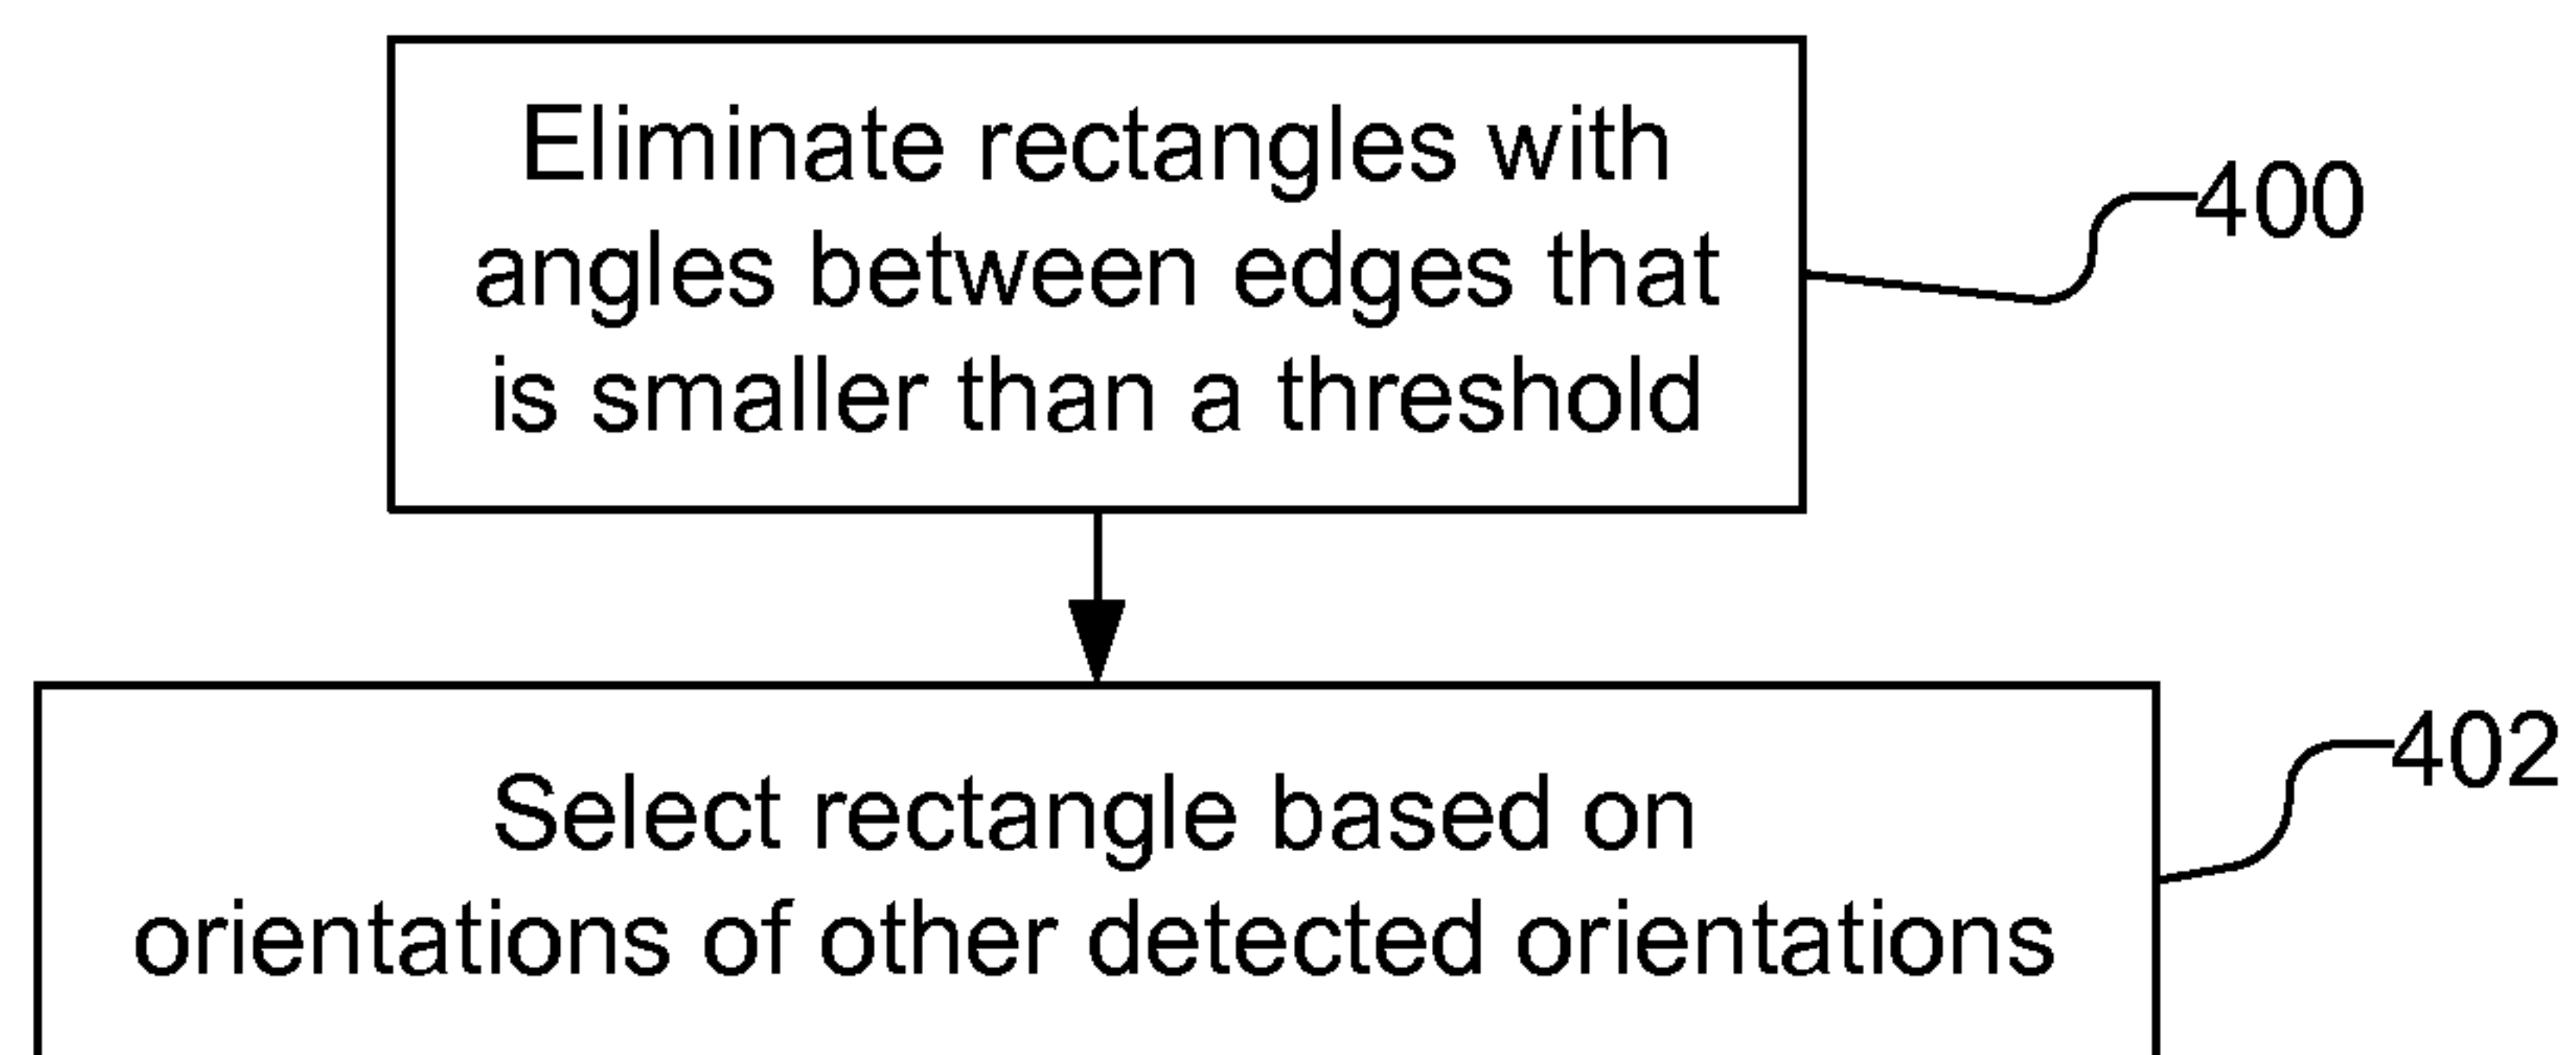 Eliminate rectangles with
angles between edges that
is smaller than a threshold
400
Select rectangle based on
orientations of other detected orientations
402